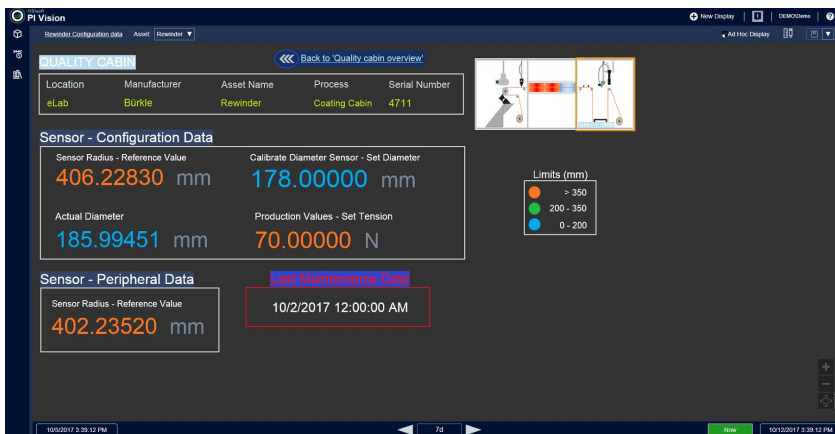 OSIsoft
PI Vision
New Display
DEMO\Demo
Rewinder Configuration data
Asset
Rewinder
Ad Hoc Display
QUALITY CABIN
Back to 'Quality cabin overview'
Location Manufacturer Asset Name Process Serial Number
eLab Bürkle Rewinder Coating Cabin 4711
Sensor - Configuration Data
Sensor Radius - Reference Value
406.22830 mm
Calibrate Diameter Sensor - Set Diameter
178.00000 mm
Actual Diameter
185.99451 mm
Production Values - Set Tension
70.00000 N
Limits (mm)
> 350
200 - 350
0 - 200
Sensor - Peripheral Data
Sensor Radius - Reference Value
402.23520 mm
Last Maintenance Date
10/2/2017 12:00:00 AM
10/5/2017 3:39:12 PM
7d
Now
10/12/2017 3:39:12 PM